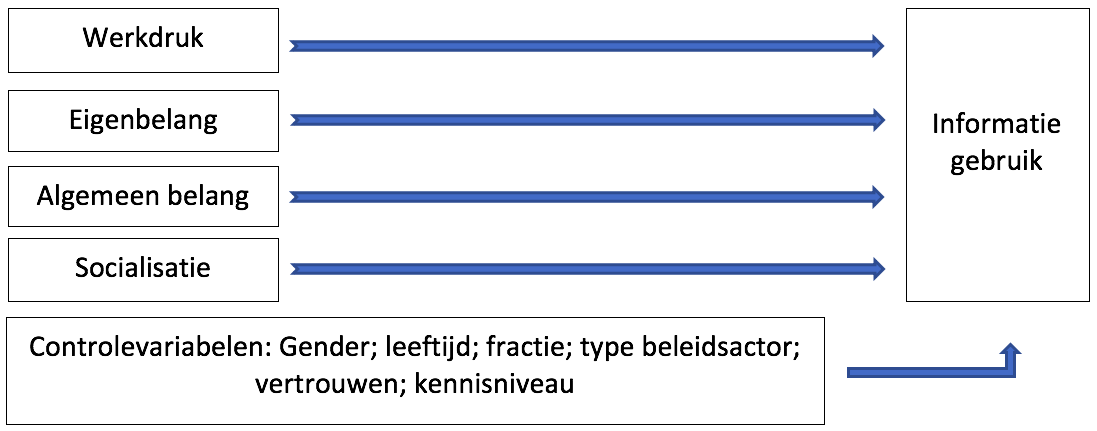 Werkdruk
Eigenbelang
Algemeen belang
Socialisatie
Informatie
gebruik
Controlevariabelen: Gender; leeftijd; fractie; type beleidsactor;
vertrouwen; kennisniveau